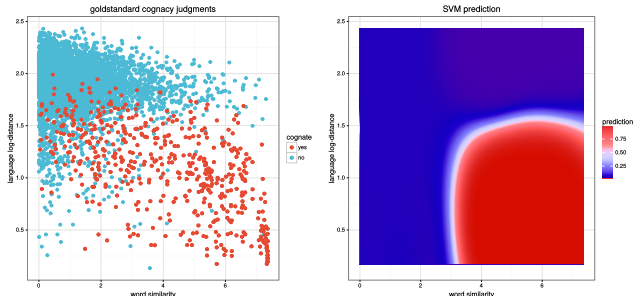 goldstandard cognacy judgments
2.5
2.0
1.5
1.0
0.5
0
2
4
6
language log-distance
word similarity
cognate
yes
no
SVM prediction
2.5
2.0
1.5
1.0
0.5
0
2
4
6
language log-distance
word similarity
prediction
0.75
0.50
0.25